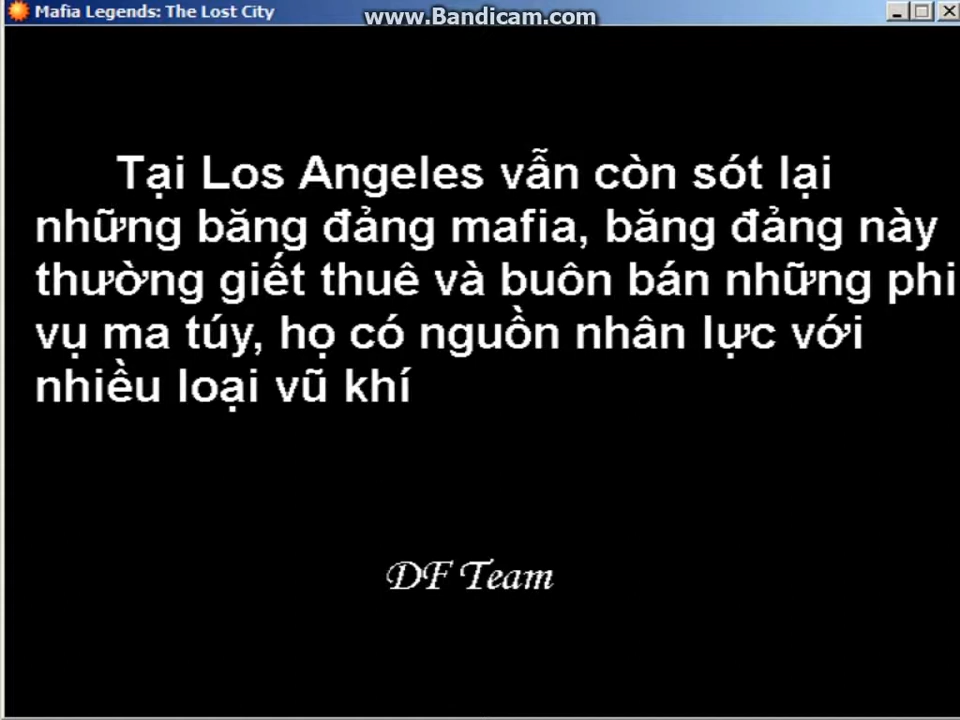 Mafia Legends: The Lost City
www.Bandicam.com
Tại Los Angeles vẫn còn sót lại
những băng đảng mafia, băng đảng này
thường giết thuê và buôn bán những phi
vụ ma túy, họ có nguồn nhân lực với
nhiều loại vũ khí
DF Team